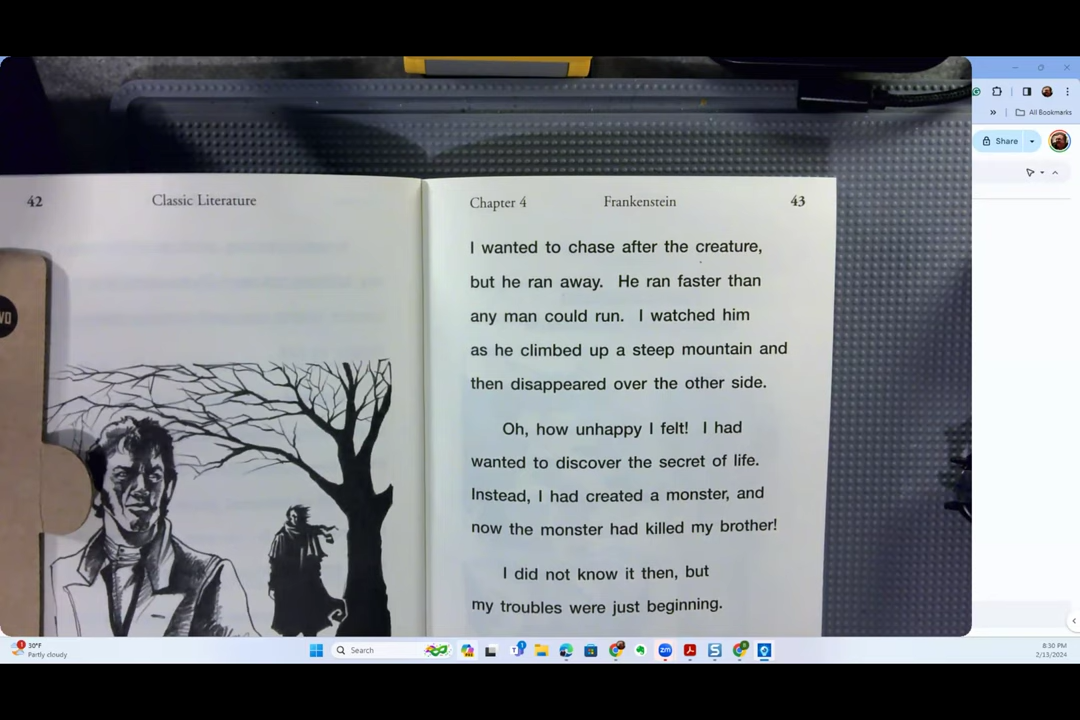 All Bookmarks
Share
42 Classic Literature
Chapter 4 Frankenstein 43
I wanted to chase after the creature,
but he ran away. He ran faster than
any man could run. I watched him
as he climbed up a steep mountain and
then disappeared over the other side.
Oh, how unhappy I felt! I had
wanted to discover the secret of life.
Instead, I had created a monster, and
now the monster had killed my brother!
I did not know it then, but
my troubles were just beginning.
30°F
Partly cloudy
Search
zm
8:30 PM
2/13/2024